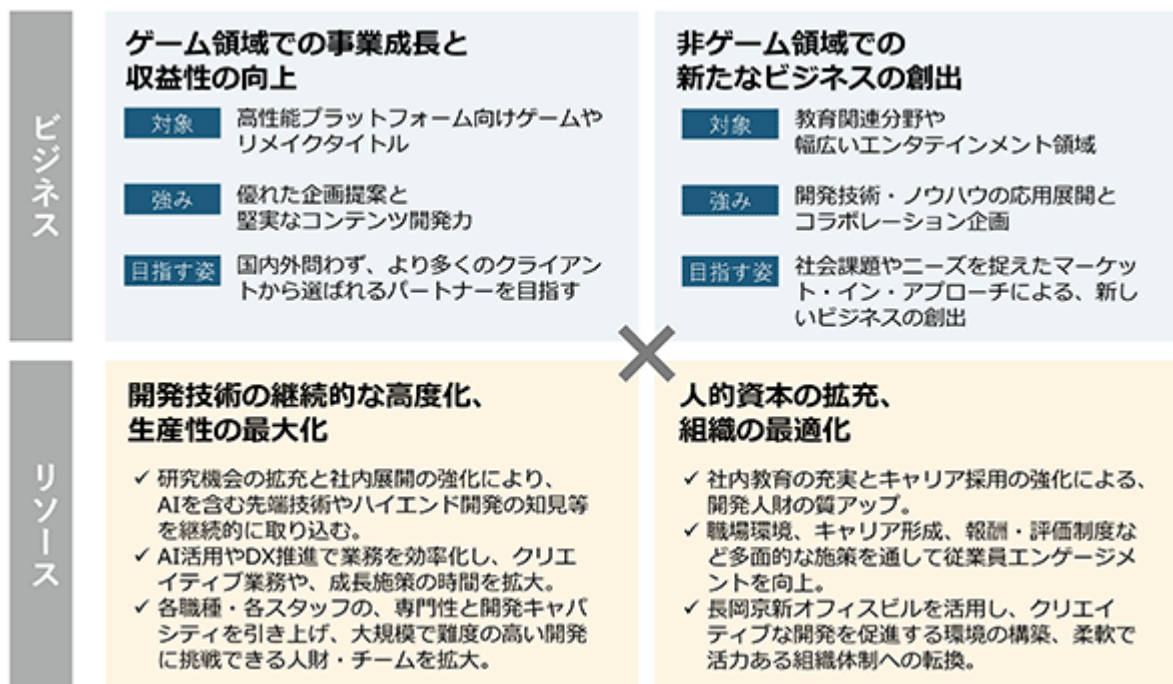 ビジネス
ゲーム領域での事業成長と
収益性の向上
対象
高性能プラットフォーム向けゲームや
リメイクタイトル
強み
優れた企画提案と
堅実なコンテンツ開発力
目指す姿
国内外問わず、より多くのクライアン
トから選ばれるパートナーを目指す
非ゲーム領域での
新たなビジネスの創出
対象
教育関連分野や
幅広いエンタテインメント領域
強み
開発技術・ノウハウの応用展開と
コラボレーション企画
目指す姿
社会課題やニーズを捉えたマーケッ
ト・イン・アプローチによる、新し
いビジネスの創出
リソース
開発技術の継続的な高度化、
生産性の最大化
✓ 研究機会の拡充と社内展開の強化により、
AIを含む先端技術やハイエンド開発の知見等
を継続的に取り込む。
✓ AI活用やDX推進で業務を効率化し、クリエ
イティブ業務や、成長施策の時間を拡大。
✓ 各職種・各スタッフの、専門性と開発キャパ
シティを引き上げ、大規模で難度の高い開発
に挑戦できる人財・チームを拡大。
人的資本の拡充、
組織の最適化
✓ 社内教育の充実とキャリア採用の強化による、
開発人財の質アップ。
✓ 職場環境、キャリア形成、報酬・評価制度な
ど多面的な施策を通して従業員エンゲージメ
ントを向上。
✓ 長岡京新オフィスビルを活用し、クリエイ
ティブな開発を促進する環境の構築、柔軟で
活力ある組織体制への転換。